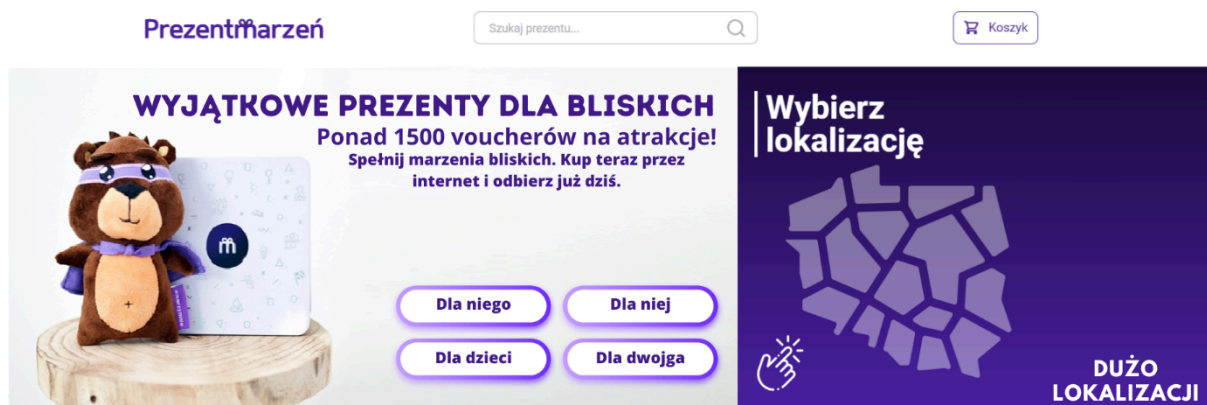 Prezentmarzeń
Szukaj prezentu...
Koszyk
WYJĄTKOWE PREZENTY DLA BLISKICH
Ponad 1500 voucherów na atrakcje!
Spełnij marzenia bliskich. Kup teraz przez
internet i odbierz już dziś.
Dla niego
Dla niej
Dla dzieci
Dla dwojga
Wybierz
lokalizację
DUŻO
LOKALIZACJI